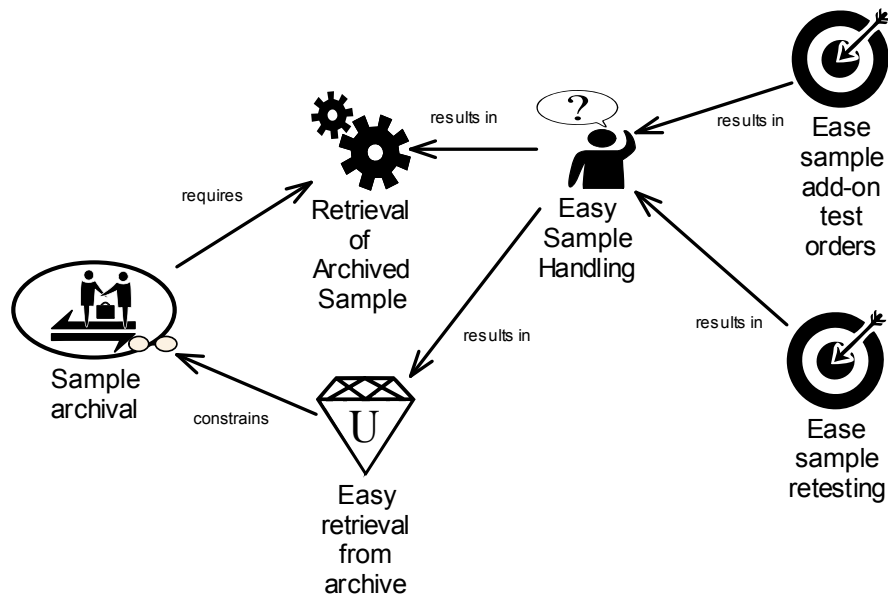 results in
?
results in
Ease
sample
add-on
test
orders
requires
Retrieval
of
Archived
Sample
Easy
Sample
Handling
results in
results in
Sample
archival
constrains
U
Easy
retrieval
from
archive
Ease
sample
retesting